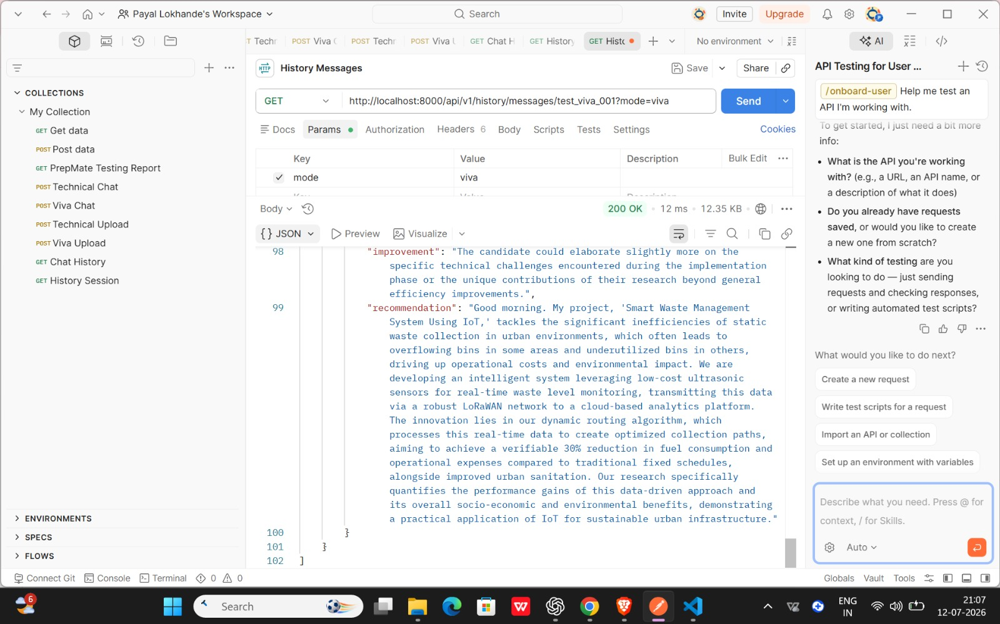 Payal Lokhande's Workspace
Search
Invite
Upgrade
Techr
POST Viva
POST Techr
POST Viva
GET Chat H
GET History
GET Histo
No environment
AI
HTTP
History Messages
Save
Share
API Testing for User ...
COLLECTIONS
My Collection
GET Get data
POST Post data
GET PrepMate Testing Report
POST Technical Chat
POST Viva Chat
POST Technical Upload
POST Viva Upload
GET Chat History
GET History Session
ENVIRONMENTS
SPECS
FLOWS
GET
http://localhost:8000/api/v1/history/messages/test_viva_001?mode=viva
Send
Docs
Params
Authorization
Headers 6
Body
Scripts
Tests
Settings
Cookies
Key
Value
Description
Bulk Edit
mode
viva
Key
Value
Description
Body
200 OK
12 ms
12.35 KB
{} JSON
Preview
Visualize
98 "improvement": "The candidate could elaborate slightly more on the
specific technical challenges encountered during the implementation
phase or the unique contributions of their research beyond general
efficiency improvements.",
99 "recommendation": "Good morning. My project, 'Smart Waste Management
System Using IoT,' tackles the significant inefficiencies of static
waste collection in urban environments, which often leads to
overflowing bins in some areas and underutilized bins in others,
driving up operational costs and environmental impact. We are
developing an intelligent system leveraging low-cost ultrasonic
sensors for real-time waste level monitoring, transmitting this data
via a robust LoRaWAN network to a cloud-based analytics platform.
The innovation lies in our dynamic routing algorithm, which
processes this real-time data to create optimized collection paths,
aiming to achieve a verifiable 30% reduction in fuel consumption and
operational expenses compared to traditional fixed schedules,
alongside improved urban sanitation. Our research specifically
quantifies the performance gains of this data-driven approach and
its overall socio-economic and environmental benefits, demonstrating
a practical application of IoT for sustainable urban infrastructure."
100 }
101 }
102 ]
/onboard-user Help me test an
API I'm working with.
To get started, I just need a bit more
info:
• What is the API you're working
with? (e.g., a URL, an API name, or
a description of what it does)
• Do you already have requests
saved, or would you like to create
a new one from scratch?
• What kind of testing are you
looking to do — just sending
requests and checking responses,
or writing automated test scripts?
What would you like to do next?
Create a new request
Write test scripts for a request
Import an API or collection
Set up an environment with variables
Describe what you need. Press @ for
context, / for Skills.
Auto
Connect Git
Console
Terminal
0
0
Globals
Vault
Tools
6
Search
ENG
IN
21:07
12-07-2026